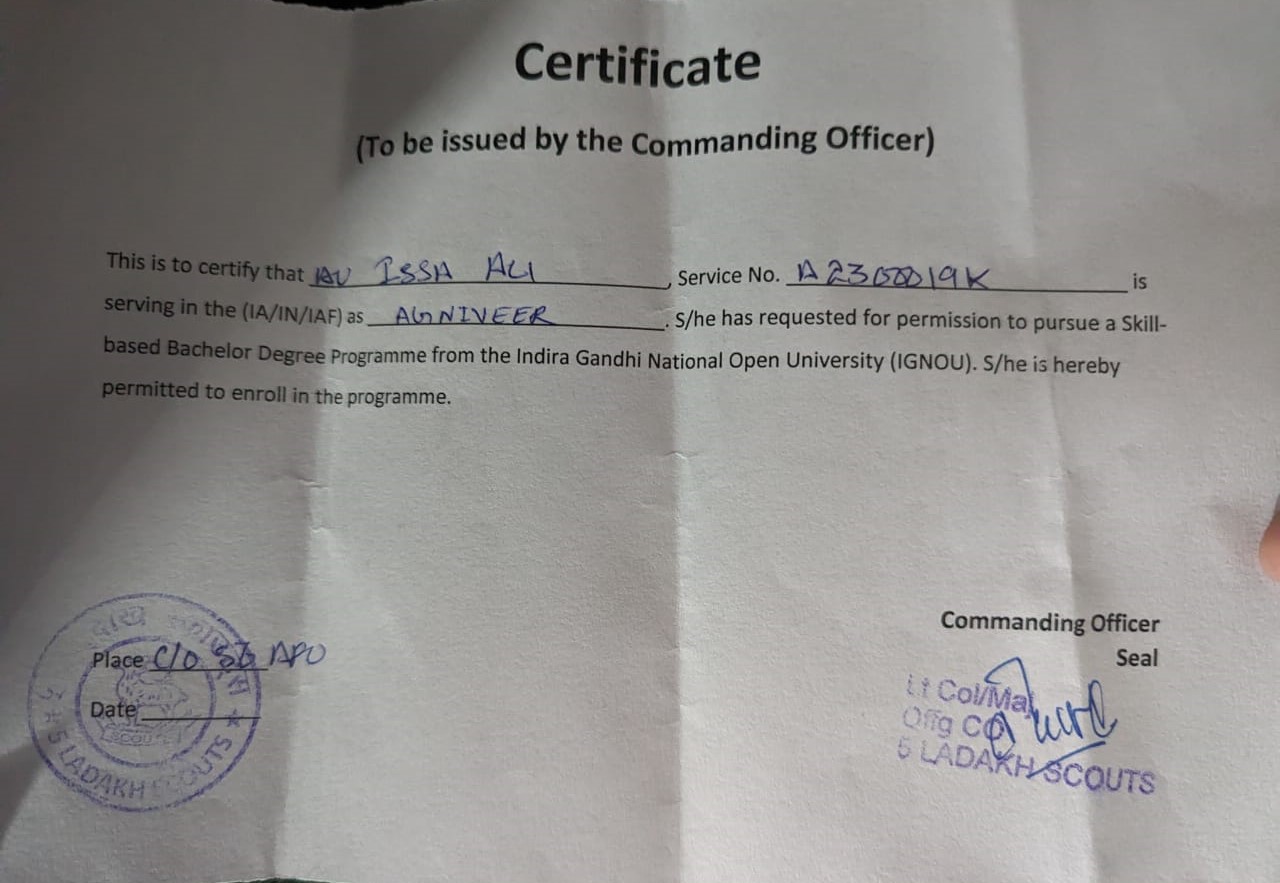 Certificate
(To be issued by the Commanding Officer)
This is to certify that AV ISSA ALI, Service No. A2300019K is
serving in the (IA/IN/IAF) as AGNIVEER. S/he has requested for permission to pursue a Skill-
based Bachelor Degree Programme from the Indira Gandhi National Open University (IGNOU). S/he is hereby
permitted to enroll in the programme.
Place C/O APO
Date
5 LADAKH SCOUTS
Commanding Officer
Seal
Lt Col/Maj
Offg CO
5 LADAKH SCOUTS